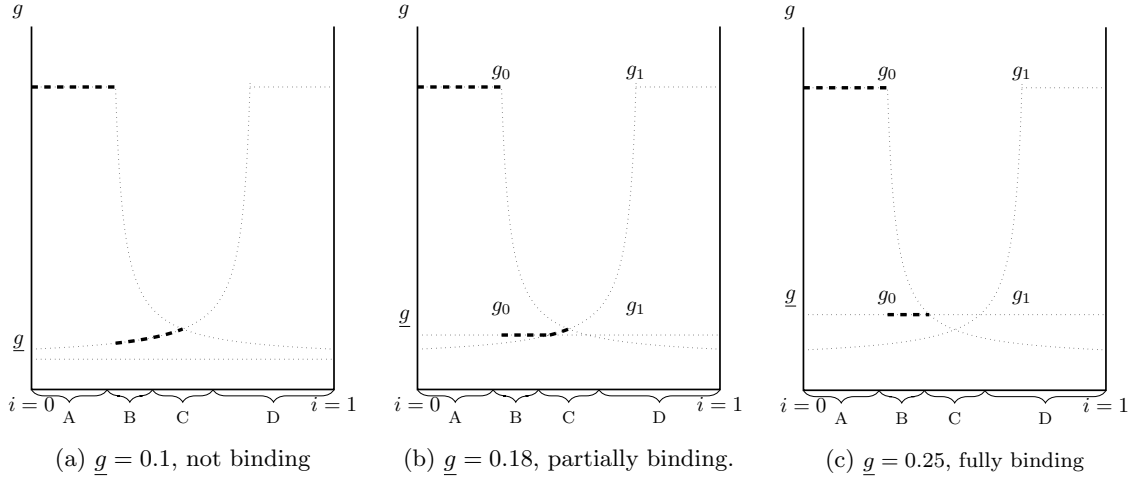 g g g
g₀ g₁ g₀ g₁
g₀ g₁ g₀ g₁
g g g
i = 0 i = 1 i = 0 i = 1 i = 0 i = 1
A B C D A B C D A B C D
(a) g = 0.1, not binding (b) g = 0.18, partially binding. (c) g = 0.25, fully binding